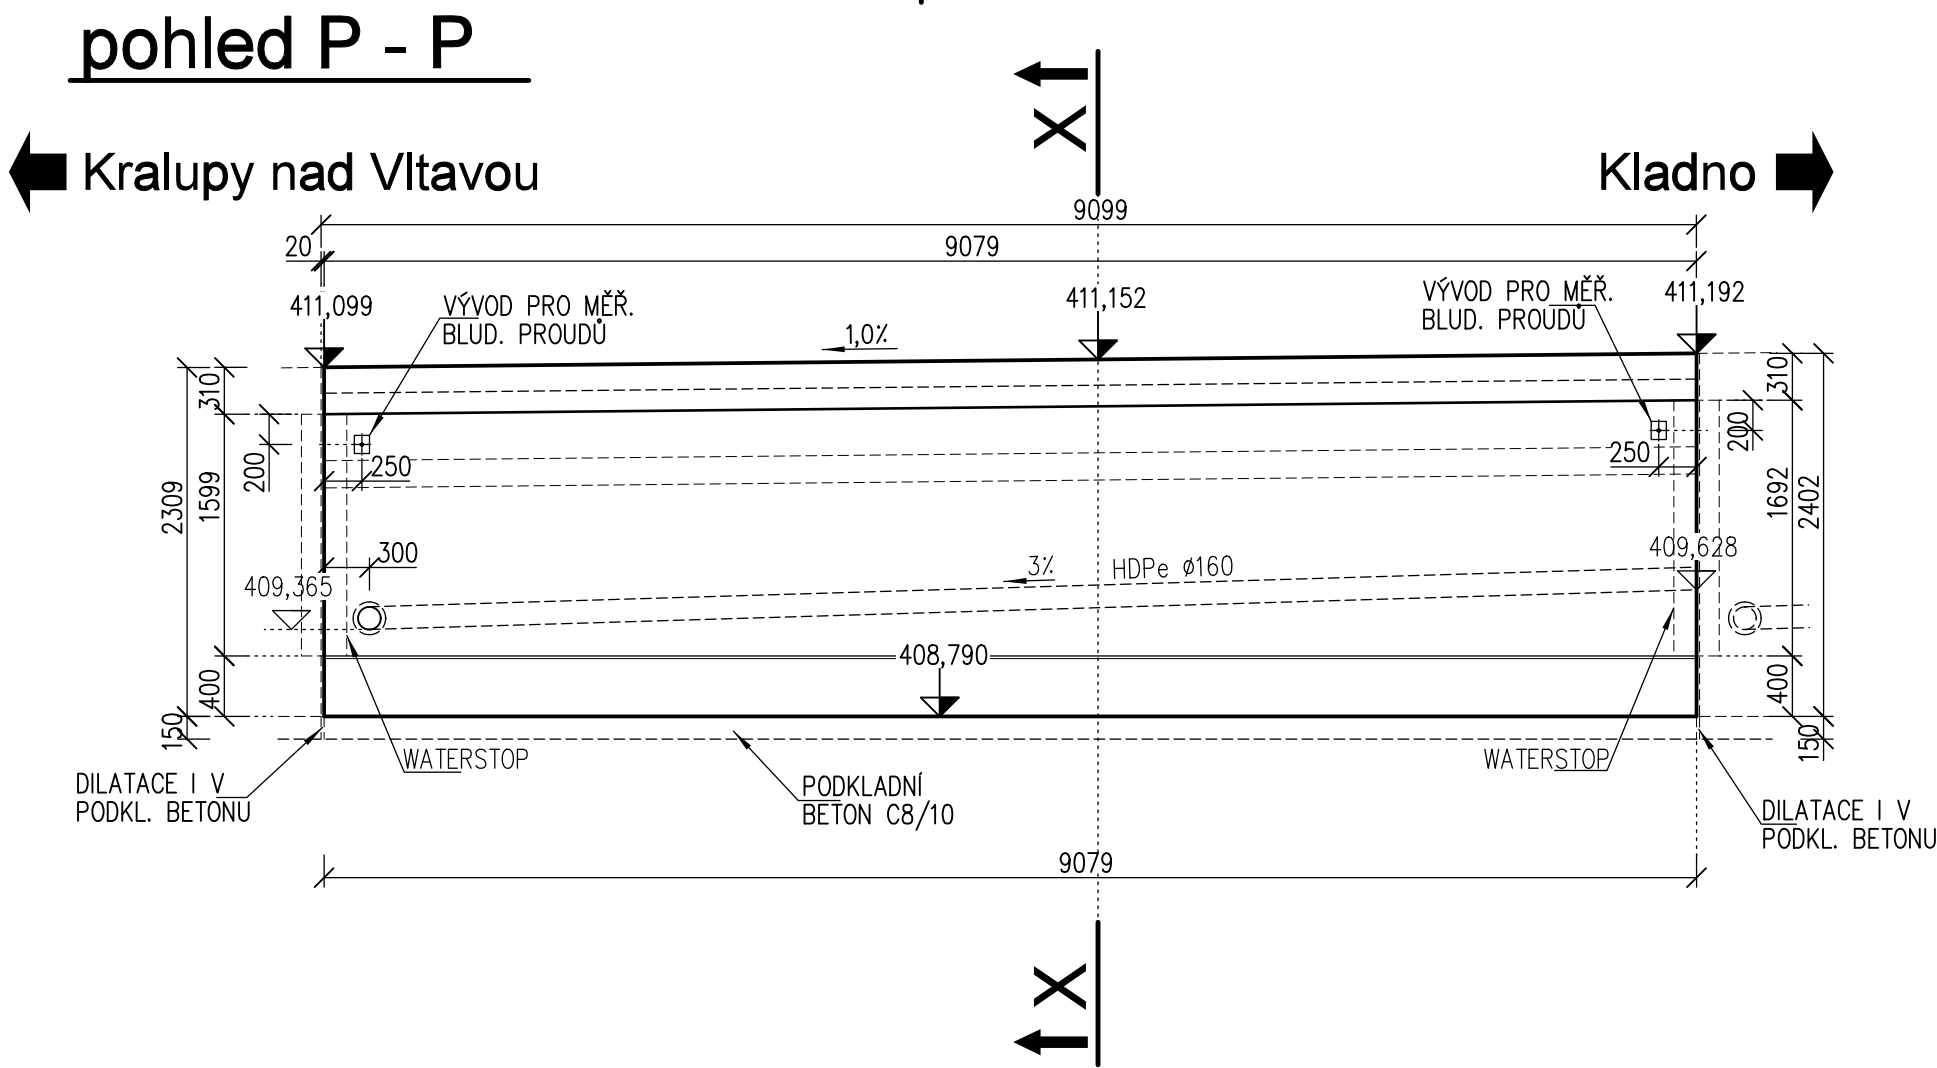 pohled P - P
X
Kralupy nad Vltavou
Kladno
9099
20
9079
411,099
VÝVOD PRO MĚŘ.
BLUD. PROUDŮ
411,152
VÝVOD PRO MĚŘ.
BLUD. PROUDŮ
411,192
1,0%
310
310
200
200
250
250
2309
1599
1692
2402
300
409,365
3%
HDPe ø160
409,628
408,790
400
400
150
150
WATERSTOP
WATERSTOP
DILATACE I V
PODKL. BETONU
PODKLADNÍ
BETON C8/10
DILATACE I V
PODKL. BETONU
9079
X